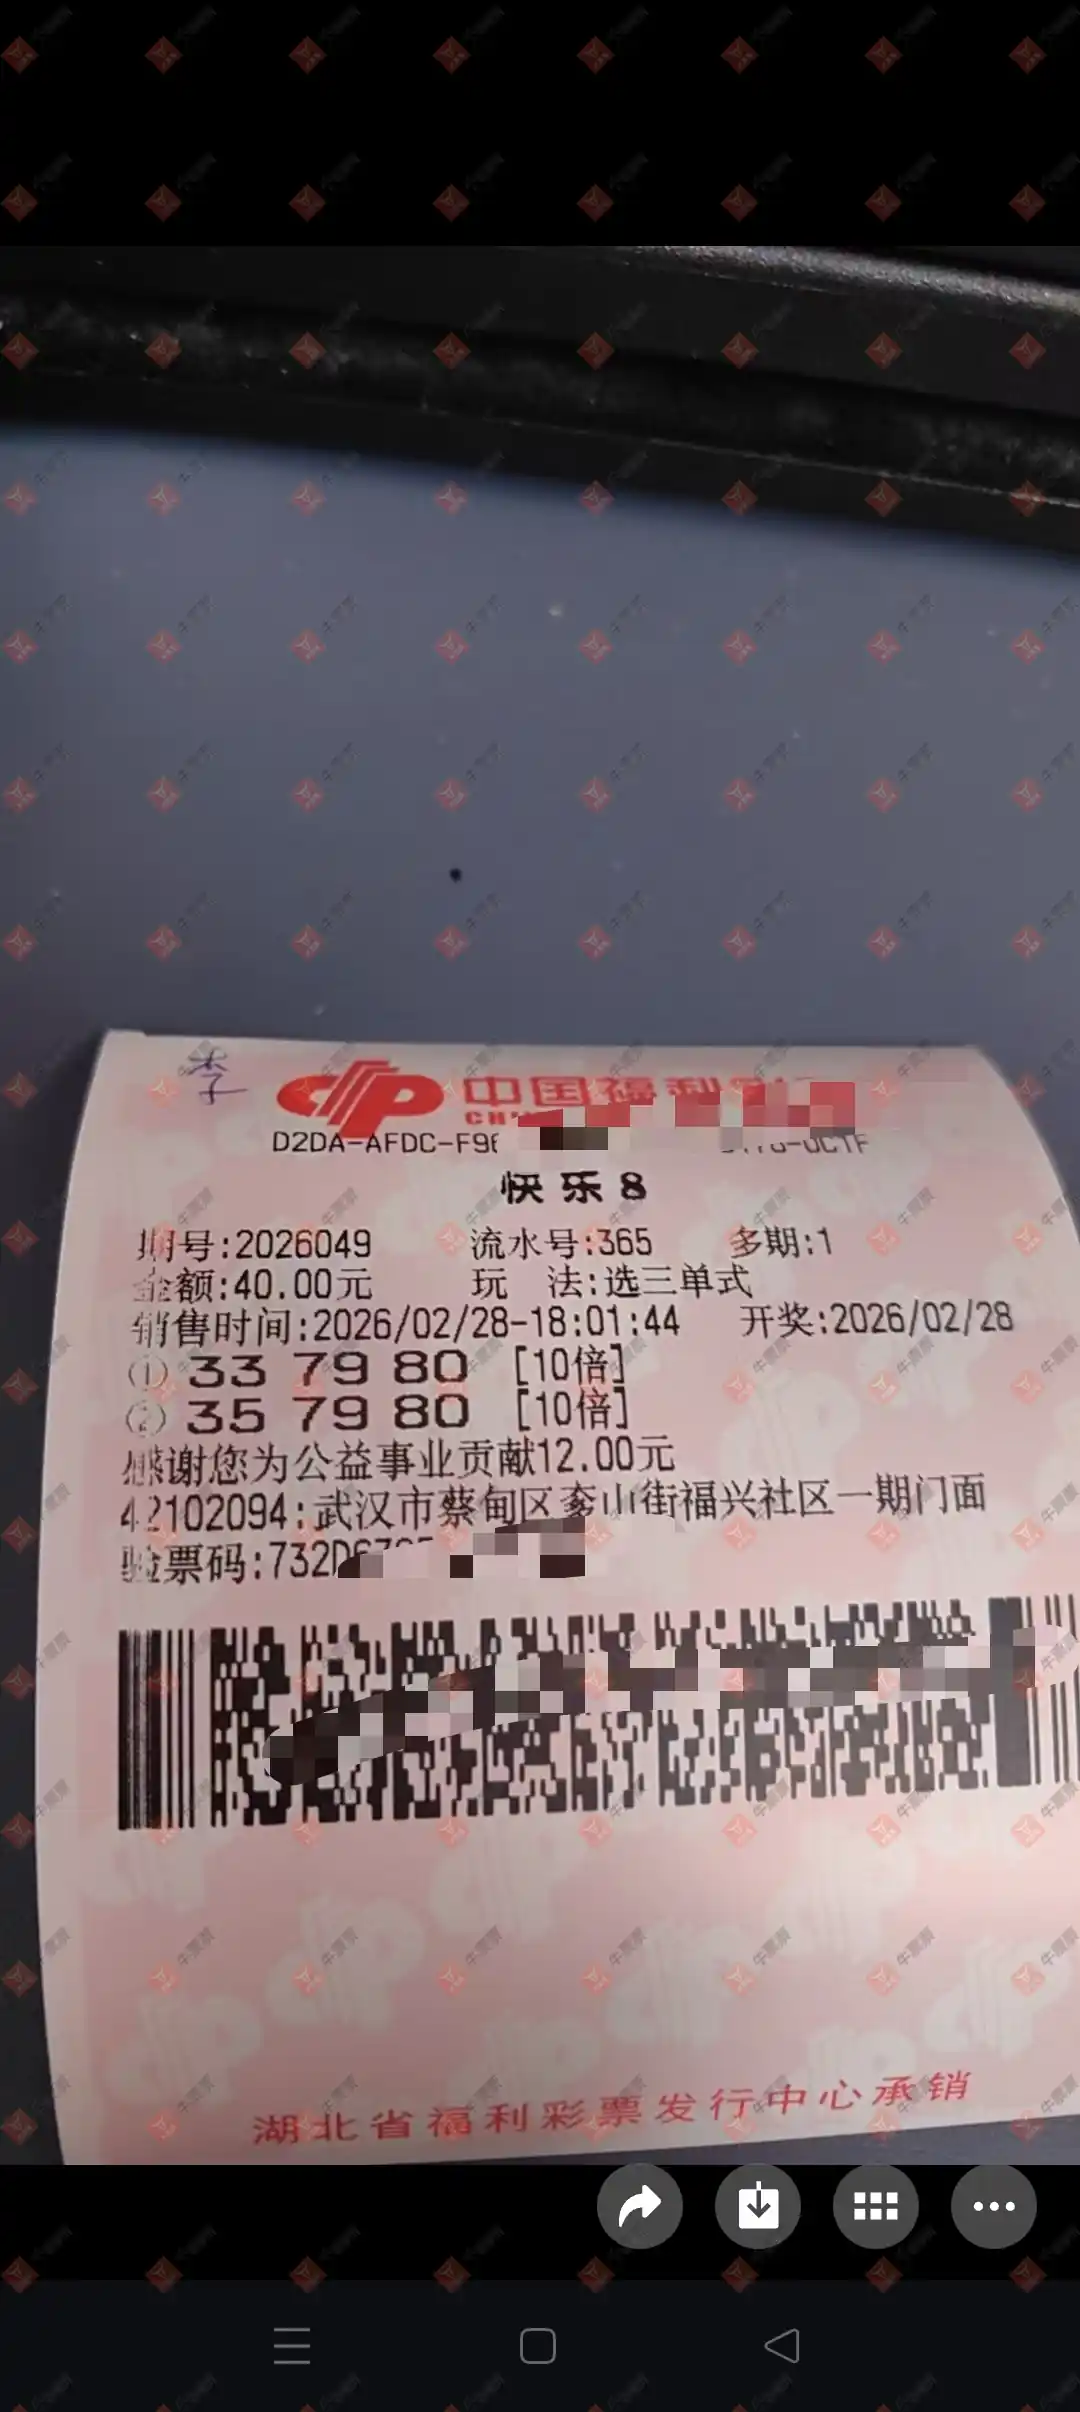 李
中国福利
D2DA-AFDC-F9
快乐8
期号:2026049 流水号:365 多期:1
金额:40.00元 玩 法:选三单式
销售时间:2026/02/28-18:01:44 开奖:2026/02/28
① 33 79 80 [10倍]
② 35 79 80 [10倍]
感谢您为公益事业贡献12.00元
42102094:武汉市蔡甸区奓山街福兴社区一期门面
验票码:732D
湖北省福利彩票发行中心承销